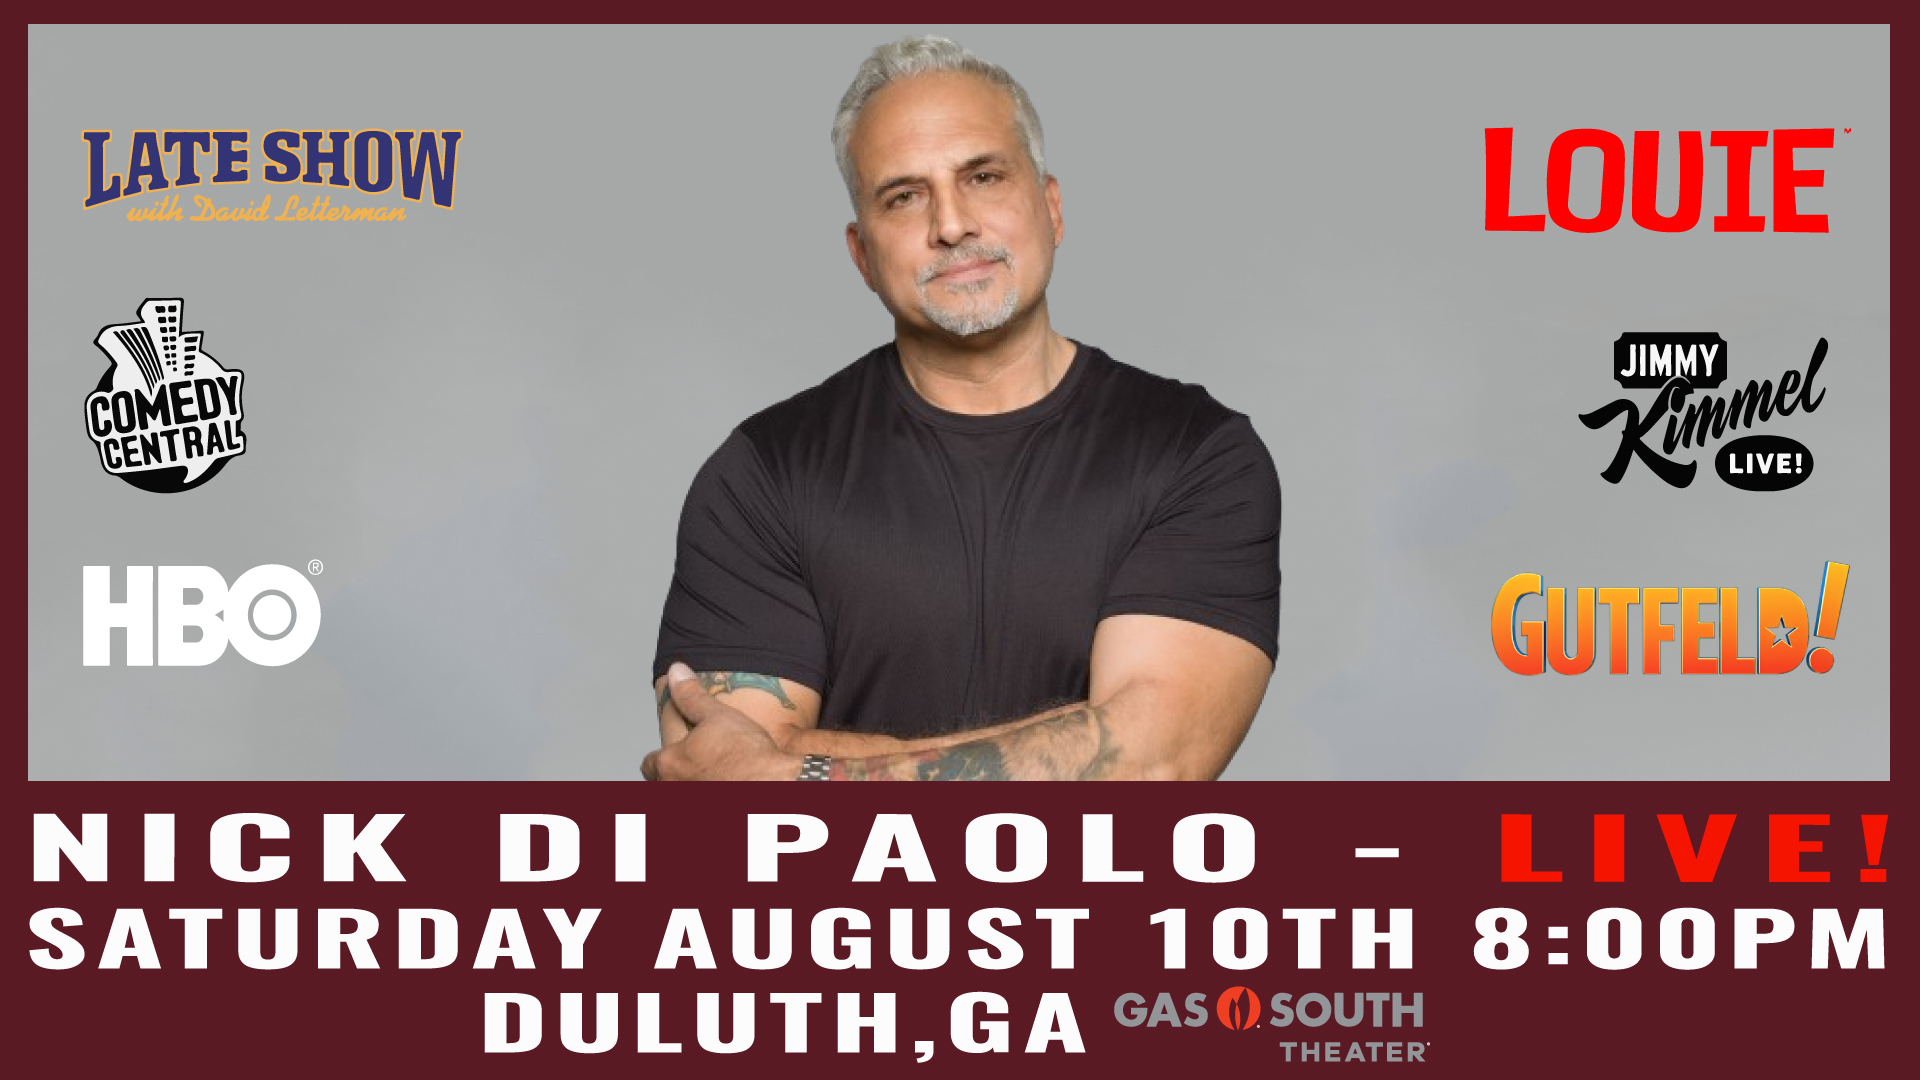 LATE SHOW
with David Letterman
COMEDY
CENTRAL
HBO®
LOUIE™
JIMMY
Kimmel
LIVE!
GUTFELD!
NICK DI PAOLO - LIVE!
SATURDAY AUGUST 10TH 8:00PM
DULUTH,GA GAS SOUTH
THEATER